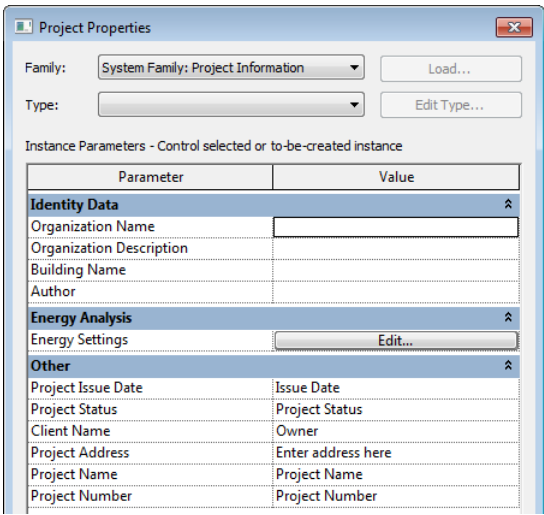 Project Properties
Family: System Family: Project Information Load...
Type: Edit Type...
Instance Parameters - Control selected or to-be-created instance
Parameter Value
Identity Data
Organization Name
Organization Description
Building Name
Author
Energy Analysis
Energy Settings Edit...
Other
Project Issue Date Issue Date
Project Status Project Status
Client Name Owner
Project Address Enter address here
Project Name Project Name
Project Number Project Number